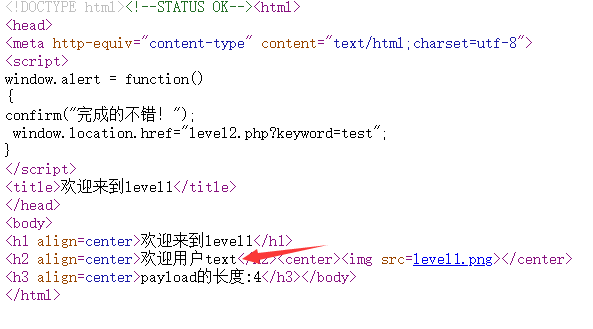 <!DOCTYPE html><!--STATUS OK--><html>
<head>
<meta http-equiv="content-type" content="text/html;charset=utf-8">
<script>
window.alert = function()
{
confirm("完成的不错！");
 window.location.href="level2.php?keyword=test";
}
</script>
<title>欢迎来到level1</title>
</head>
<body>
<h1 align=center>欢迎来到level1</h1>
<h2 align=center>欢迎用户text</h2><center><img src=level1.png></center>
<h3 align=center>payload的长度:4</h3></body>
</html>